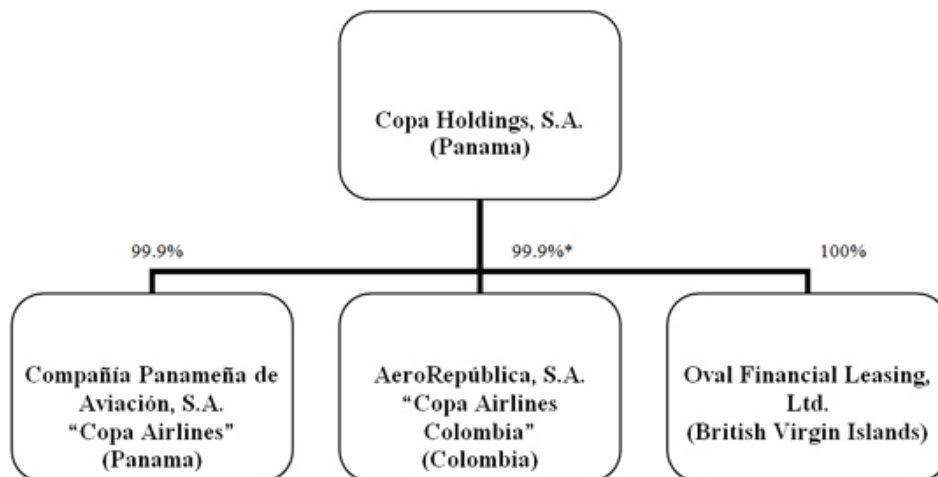 Copa Holdings, S.A.
(Panama)
99.9%
99.9%*
100%
Compañía Panameña de
Aviación, S.A.
“Copa Airlines”
(Panama)
AeroRepública, S.A.
“Copa Airlines
Colombia”
(Colombia)
Oval Financial Leasing,
Ltd.
(British Virgin Islands)